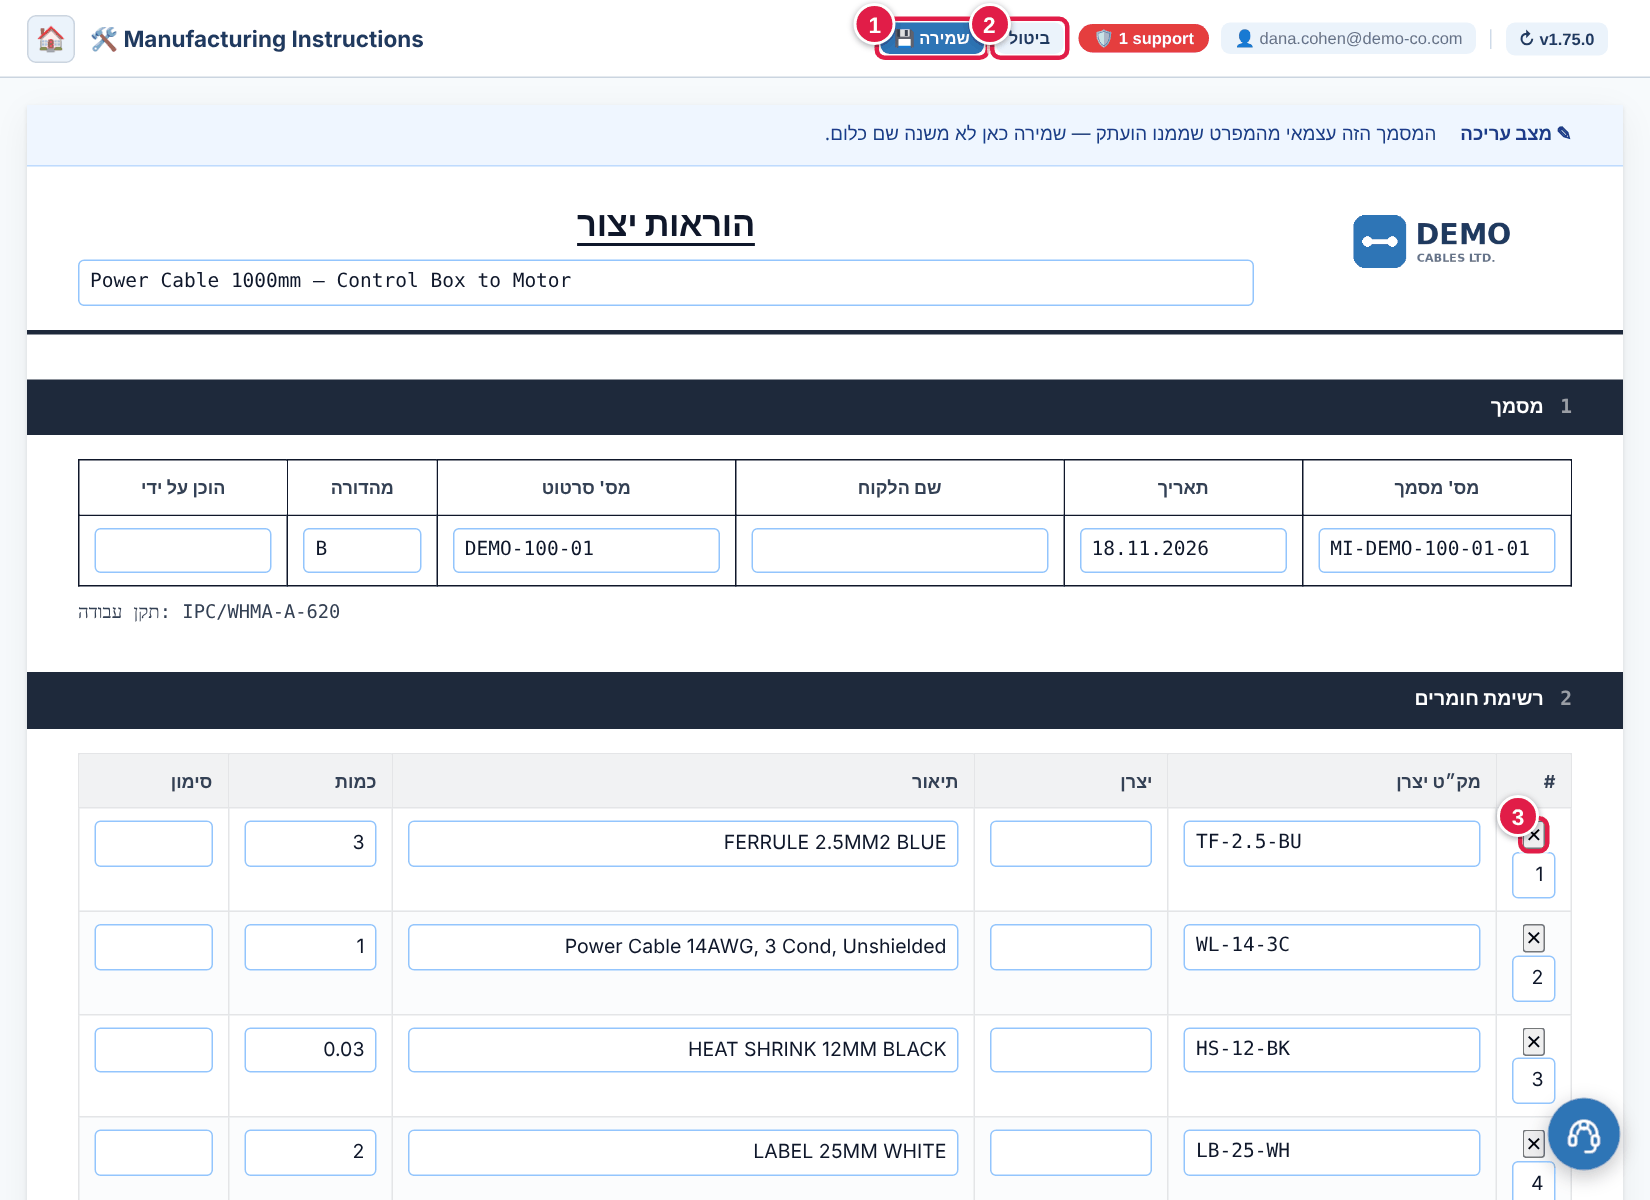 🛠️ Manufacturing Instructions
1
💾 שמירה
2
ביטול
🛡️ 1 support
👤 dana.cohen@demo-co.com
↻ v1.75.0
✎ מצב עריכה המסמך הזה עצמאי מהמפרט שממנו הועתק — שמירה כאן לא משנה שם כלום.
DEMO
CABLES LTD.
הוראות יצור
Power Cable 1000mm — Control Box to Motor
1 מסמך
מס' מסמך תאריך שם הלקוח מס' סרטוט מהדורה הוכן על ידי
MI-DEMO-100-01-01 18.11.2026 DEMO-100-01 B
תקן עבודה: IPC/WHMA-A-620
2 רשימת חומרים
# מק״ט יצרן יצרן תיאור כמות סימון
3
✕
1 TF-2.5-BU FERRULE 2.5MM2 BLUE 3
✕
2 WL-14-3C Power Cable 14AWG, 3 Cond, Unshielded 1
✕
3 HS-12-BK HEAT SHRINK 12MM BLACK 0.03
✕
4 LB-25-WH LABEL 25MM WHITE 2